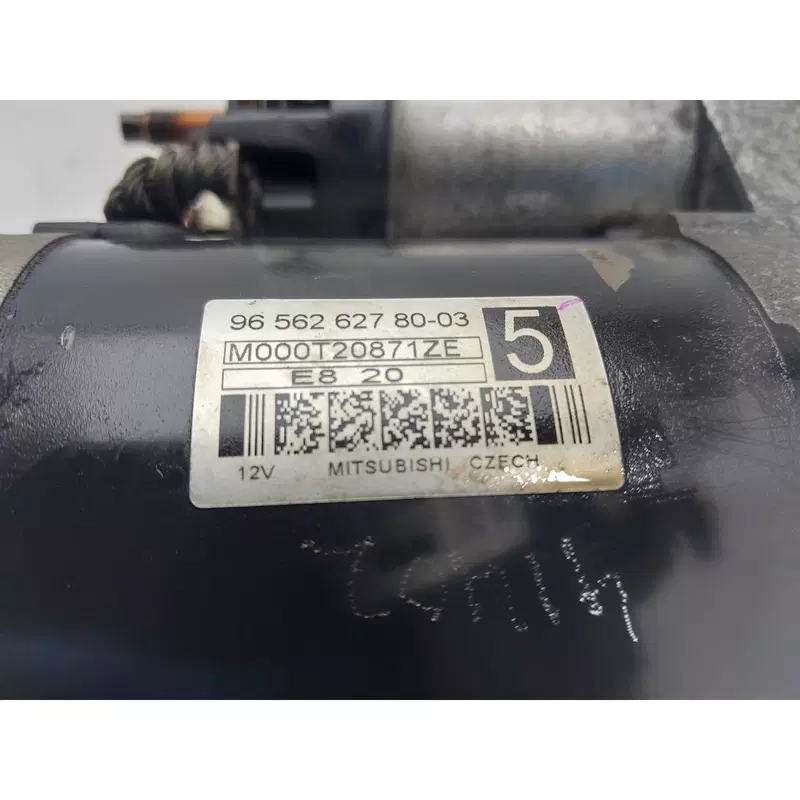 96 562 627 80-03
5
M000T20871ZE
E8 20
12V MITSUBISHI CZECH